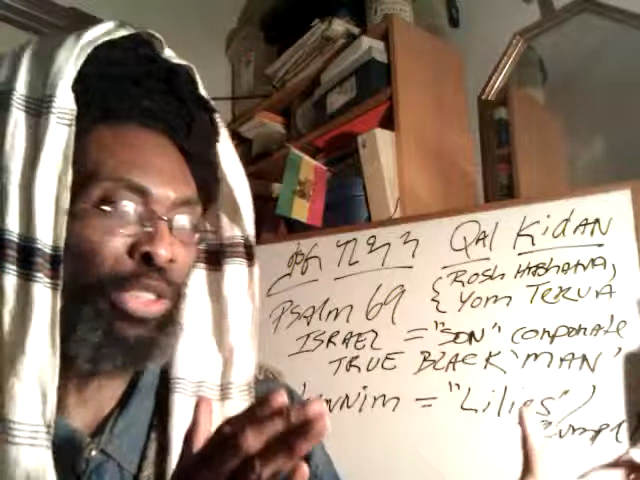 ቃል ኪዳን Qal Kidan
Psalm 69 { Rosh Hashana,
Yom Terua
ISRAEL = "SON" corporate
TRUE BLACK 'MAN'
= "Lilies"